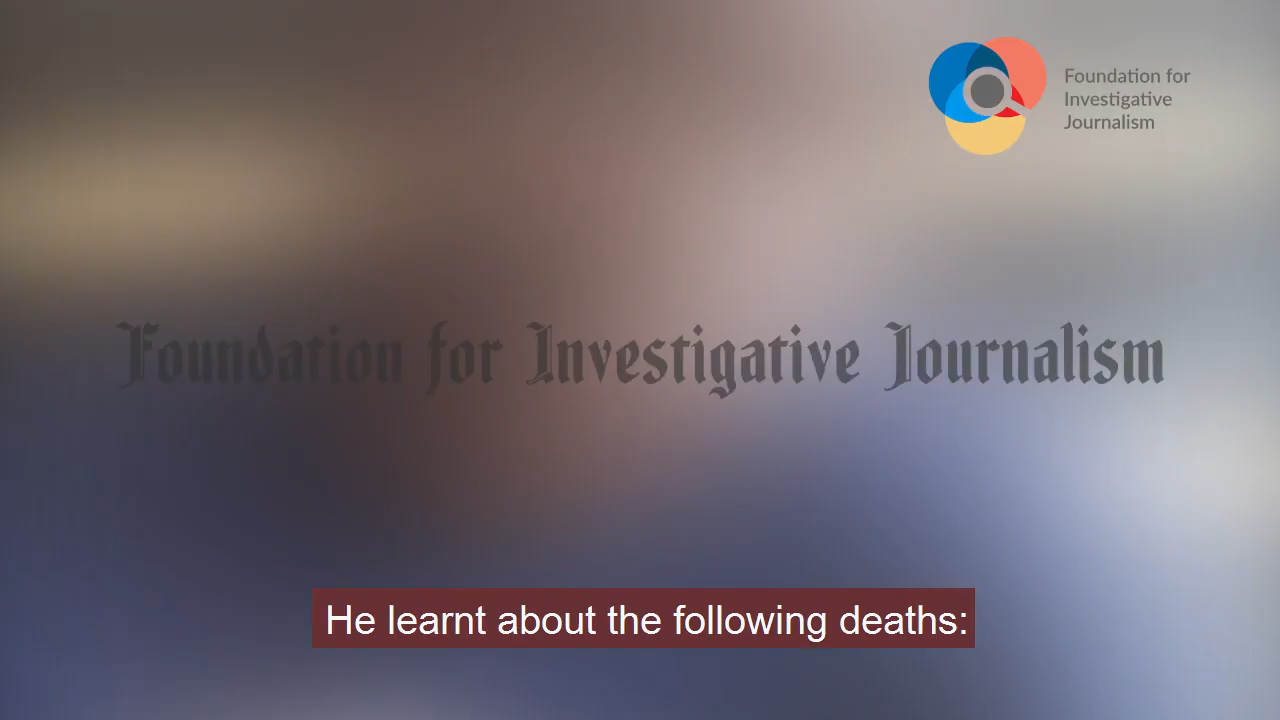 Foundation for
Investigative
Journalism
Foundation for Investigative Journalism
He learnt about the following deaths: